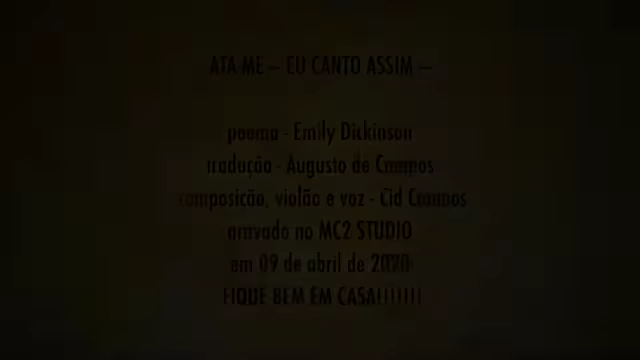 ATA-ME – EU CANTO ASSIM –
poema - Emily Dickinson
tradução - Augusto de Campos
composição, violão e voz - Cid Campos
gravado no MC2 STUDIO
em 09 de abril de 2020
FIQUE BEM EM CASA!!!!!!!